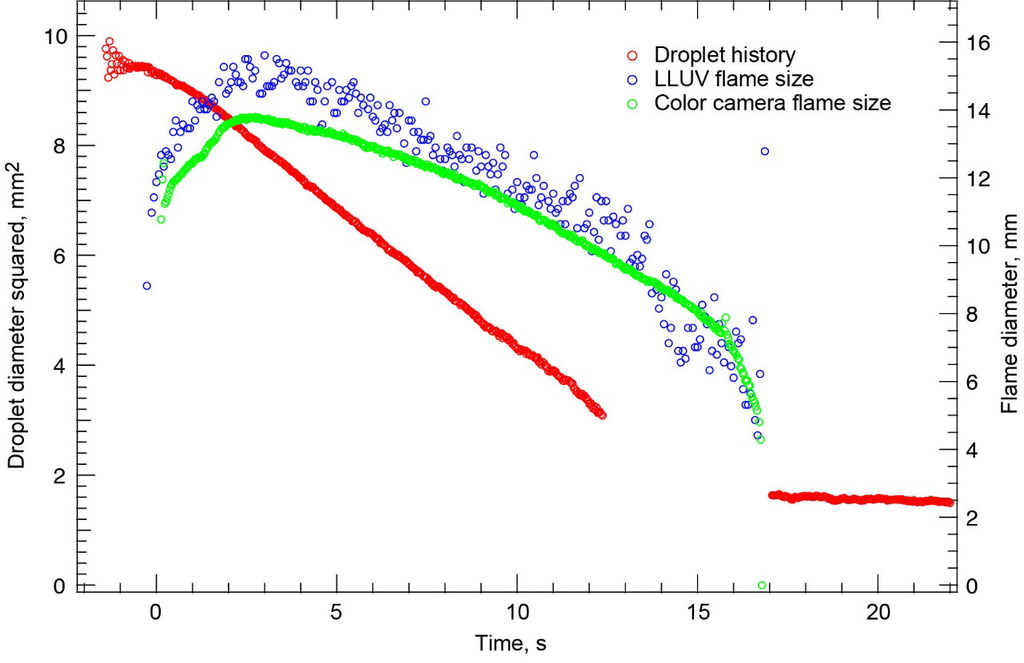 10
8
6
4
2
0
Droplet diameter squared, mm2
Droplet history
LLUV flame size
Color camera flame size
16
14
12
10
8
6
4
2
0
Flame diameter, mm
0 5 10 15 20
Time, s